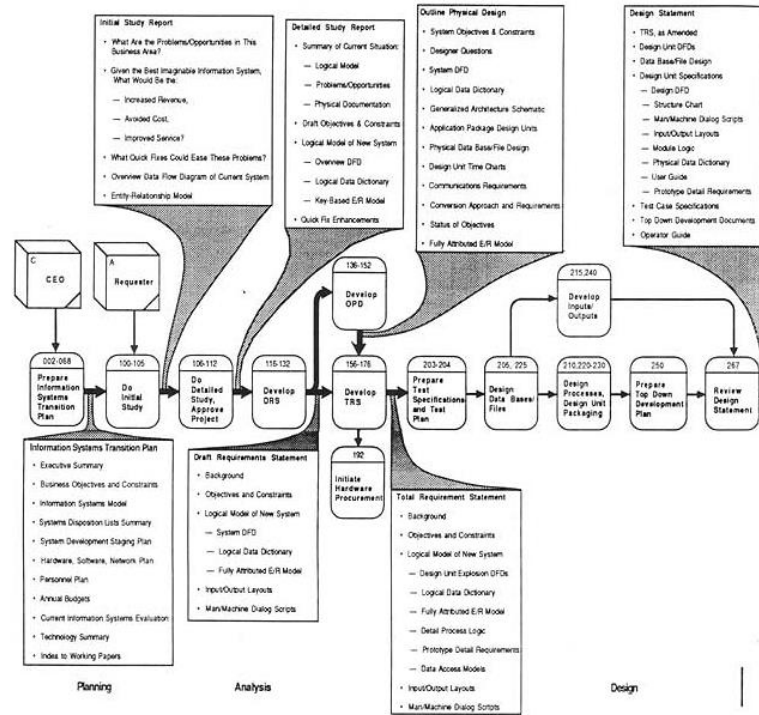 Initial Study Report
• What Are the Problems/Opportunities in This
Business Area?
• Given the Best Imaginable Information System,
What Would Be the:
— Increased Revenue,
— Avoided Cost,
— Improved Service?
• What Quick Fixes Could Ease These Problems?
• Overview Data Flow Diagram of Current System
• Entity-Relationship Model
Detailed Study Report
• Summary of Current Situation:
— Logical Model
— Problems/Opportunities
— Physical Documentation
• Draft Objectives & Constraints
• Logical Model of New System
— Overview DFD
— Logical Data Dictionary
— Key-Based E/R Model
• Quick Fix Enhancements
Outline Physical Design
• System Objectives & Constraints
• Designer Questions
• System DFD
• Logical Data Dictionary
• Generalized Architecture Schematic
• Application Package Design Units
• Physical Data Base/File Design
• Design Unit Time Charts
• Communications Requirements
• Conversion Approach and Requirements
• Status of Objectives
• Fully Attributed E/R Model
Design Statement
• TRS, as Amended
• Design Unit DFDs
• Data Base/File Design
• Design Unit Specifications
— Design DFD
— Structure Chart
— Man/Machine Dialog Scripts
— Input/Output Layouts
— Module Logic
— Physical Data Dictionary
— User Guide
— Prototype Detail Requirements
• Test Case Specifications
• Top Down Development Documents
• Operator Guide
C
CEO
A
Requester
136-152
Develop
OPD
215,240
Develop
Inputs/
Outputs
002-068
Prepare
Information
Systems
Transition
Plan
100-105
Do
Initial
Study
106-112
Do
Detailed
Study,
Approve
Project
116-132
Develop
DRS
156-176
Develop
TRS
203-204
Prepare
Test
Specifications
and Test
Plan
205, 225
Design
Data Bases/
Files
210,220-230
Design
Processes,
Design Unit
Packaging
250
Prepare
Top Down
Development
Plan
267
Review
Design
Statement
192
Initiate
Hardware
Procurement
Information Systems Transition Plan
• Executive Summary
• Business Objectives and Constraints
• Information Systems Model
• Systems Disposition Lists Summary
• System Development Staging Plan
• Hardware, Software, Network Plan
• Personnel Plan
• Annual Budgets
• Current Information Systems Evaluation
• Technology Summary
• Index to Working Papers
Draft Requirements Statement
• Background
• Objectives and Constraints
• Logical Model of New System
— System DFD
— Logical Data Dictionary
— Fully Attributed E/R Model
• Input/Output Layouts
• Man/Machine Dialog Scripts
Total Requirement Statement
• Background
• Objectives and Constraints
• Logical Model of New System
— Design Unit Explosion DFDs
— Logical Data Dictionary
— Fully Attributed E/R Model
— Detail Process Logic
— Prototype Detail Requirements
— Data Access Models
• Input/Output Layouts
• Man/Machine Dialog Scripts
Planning
Analysis
Design